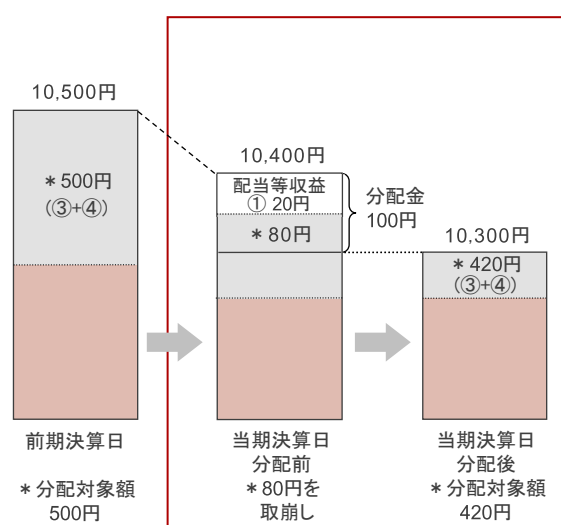 10,500円
＊500円
(③+④)
10,400円
配当等収益
① 20円
＊80円
分配金
100円
10,300円
＊420円
(③+④)
前期決算日
＊分配対象額
500円
当期決算日
分配前
＊80円を
取崩し
当期決算日
分配後
＊分配対象額
420円